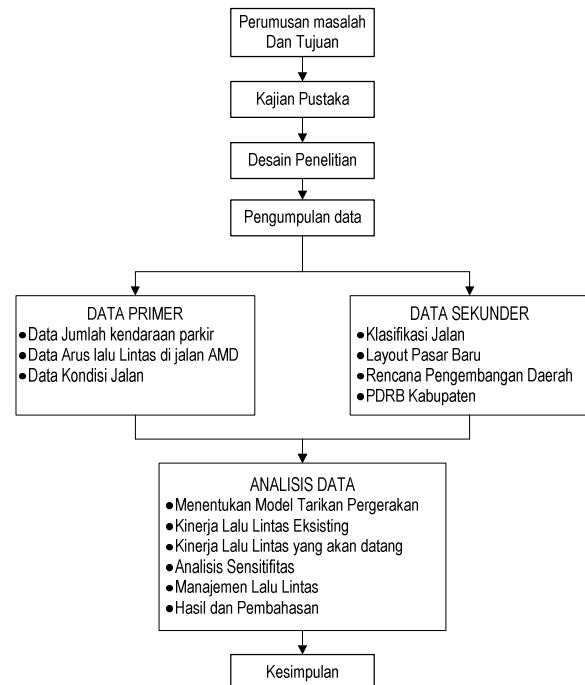 Perumusan masalah
Dan Tujuan
Kajian Pustaka
Desain Penelitian
Pengumpulan data
DATA PRIMER
●Data Jumlah kendaraan parkir
●Data Arus lalu Lintas di jalan AMD
●Data Kondisi Jalan
DATA SEKUNDER
●Klasifikasi Jalan
●Layout Pasar Baru
●Rencana Pengembangan Daerah
●PDRB Kabupaten
ANALISIS DATA
●Menentukan Model Tarikan Pergerakan
●Kinerja Lalu Lintas Eksisting
●Kinerja Lalu Lintas yang akan datang
●Analisis Sensitifitas
●Manajemen Lalu Lintas
●Hasil dan Pembahasan
Kesimpulan